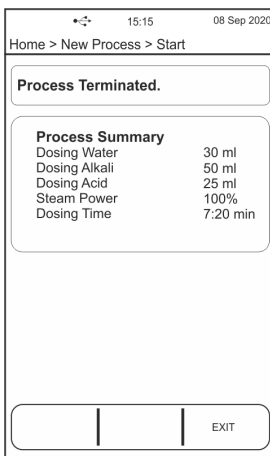 15:15 08 Sep 2020
Home > New Process > Start
Process Terminated.
Process Summary
Dosing Water 30 ml
Dosing Alkali 50 ml
Dosing Acid 25 ml
Steam Power 100%
Dosing Time 7:20 min
EXIT